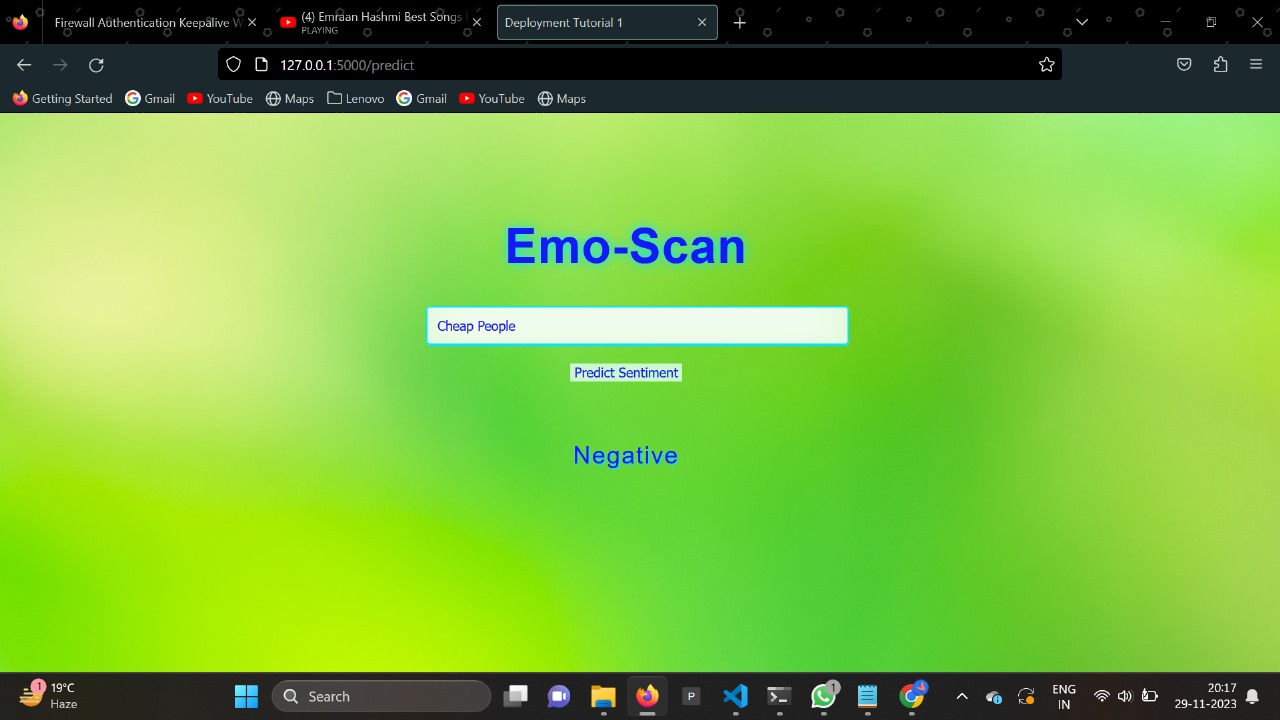 Firewall Authentication Keepalive W
(4) Emraan Hashmi Best Songs |
PLAYING
Deployment Tutorial 1
127.0.0.1:5000/predict
Getting Started
Gmail
YouTube
Maps
Lenovo
Gmail
YouTube
Maps
Emo-Scan
Cheap People
Predict Sentiment
Negative
1
19°C
Haze
Search
P
1
ENG
IN
20:17
29-11-2023